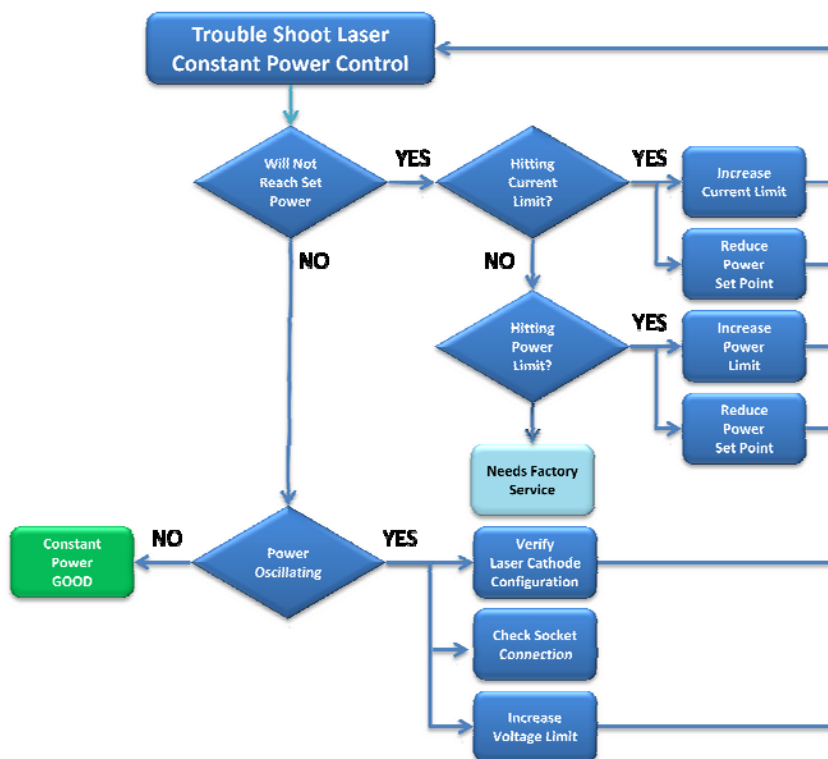 Trouble Shoot Laser
Constant Power Control
Will Not
Reach Set
Power
YES
Hitting
Current
Limit?
YES
Increase
Current Limit
Reduce
Power
Set Point
NO
NO
Hitting
Power
Limit?
YES
Increase
Power
Limit
Reduce
Power
Set Point
Needs Factory
Service
Constant
Power
GOOD
NO
Power
Oscillating
YES
Verify
Laser Cathode
Configuration
Check Socket
Connection
Increase
Voltage Limit